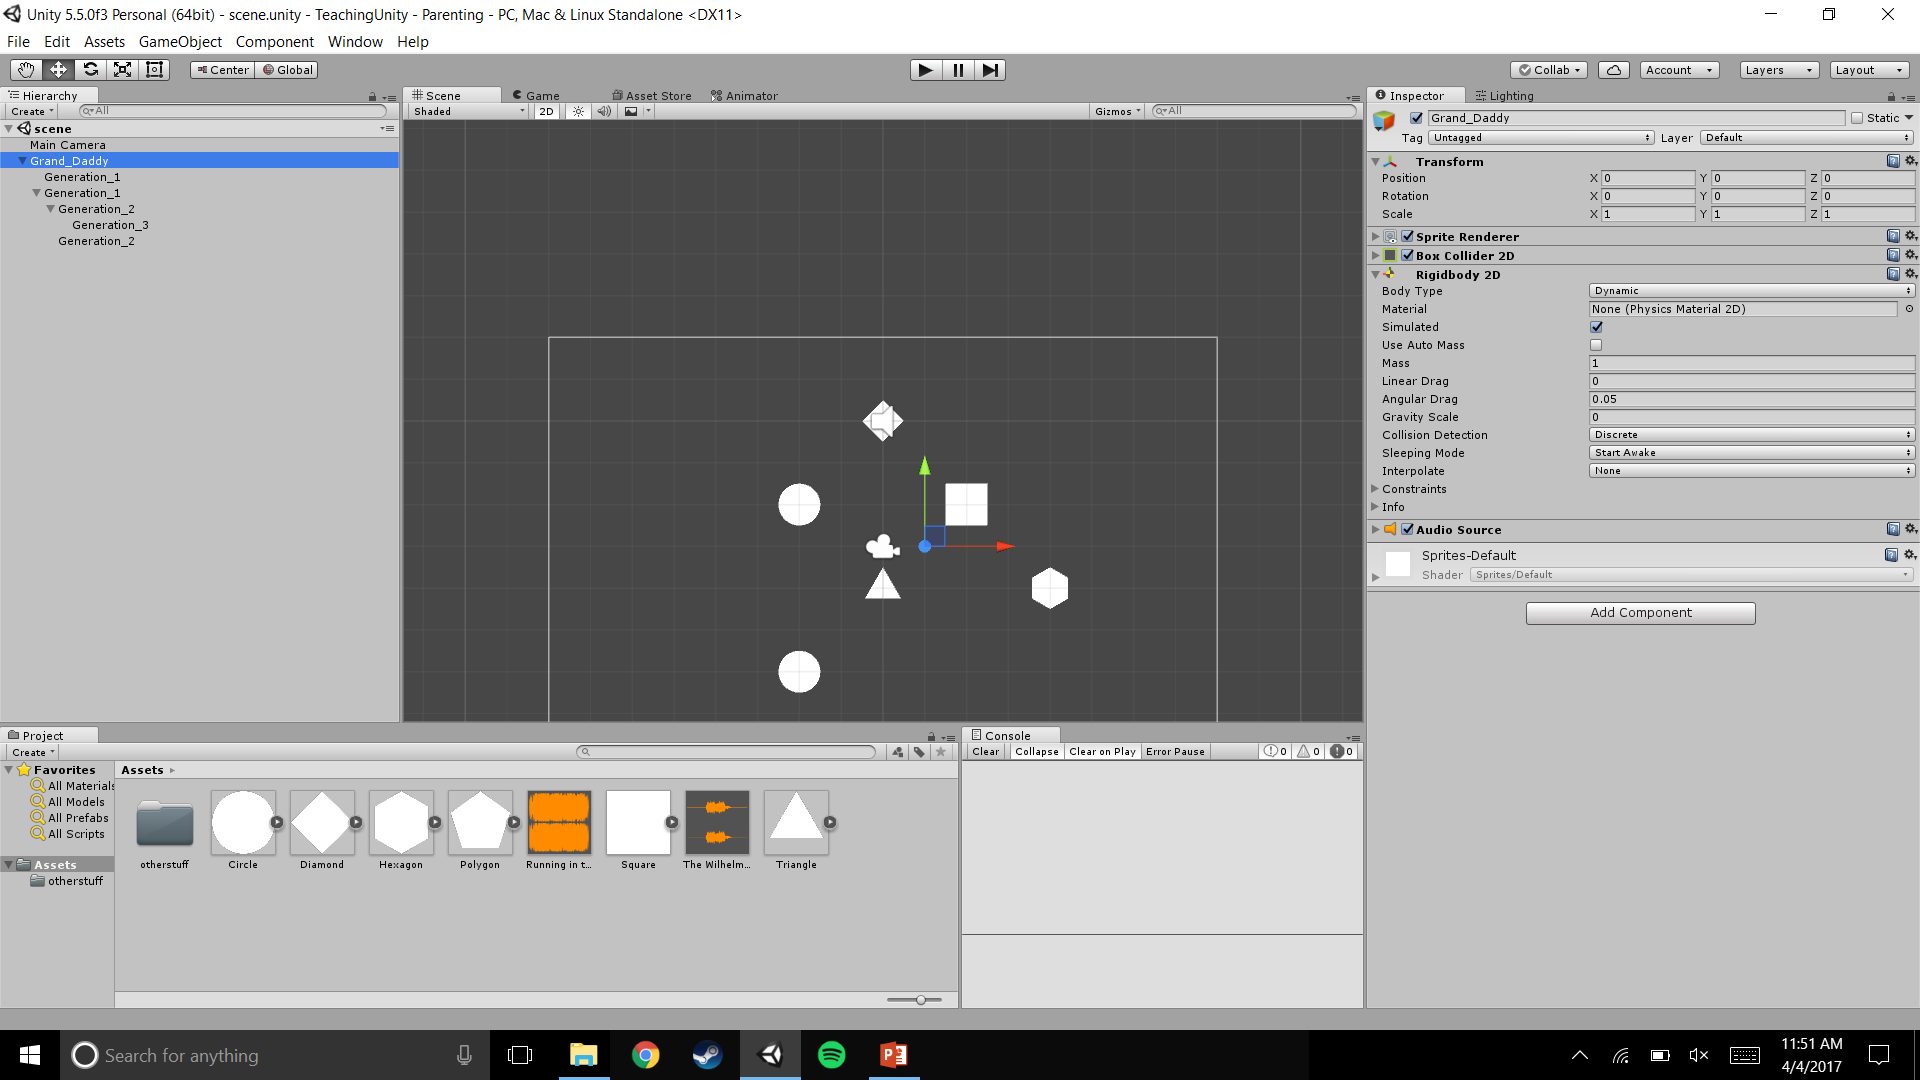 Unity 5.5.0f3 Personal (64bit) - scene.unity - TeachingUnity - Parenting - PC, Mac & Linux Standalone <DX11>
File Edit Assets GameObject Component Window Help
Center Global Collab Account Layers Layout
Hierarchy
Create All
scene
Main Camera
Grand_Daddy
Generation_1
Generation_1
Generation_2
Generation_3
Generation_2
Scene Game Asset Store Animator
Shaded 2D Gizmos All
Inspector Lighting
Grand_Daddy Static
Tag Untagged Layer Default
Transform
Position X 0 Y 0 Z 0
Rotation X 0 Y 0 Z 0
Scale X 1 Y 1 Z 1
Sprite Renderer
Box Collider 2D
Rigidbody 2D
Body Type Dynamic
Material None (Physics Material 2D)
Simulated
Use Auto Mass
Mass 1
Linear Drag 0
Angular Drag 0.05
Gravity Scale 0
Collision Detection Discrete
Sleeping Mode Start Awake
Interpolate None
Constraints
Info
Audio Source
Sprites-Default
Shader Sprites/Default
Add Component
Project
Create
Favorites
All Materials
All Models
All Prefabs
All Scripts
Assets
otherstuff
Assets
otherstuff Circle Diamond Hexagon Polygon Running in t... Square The Wilhelm... Triangle
Console
Clear Collapse Clear on Play Error Pause 0 0 0
Search for anything
11:51 AM
4/4/2017